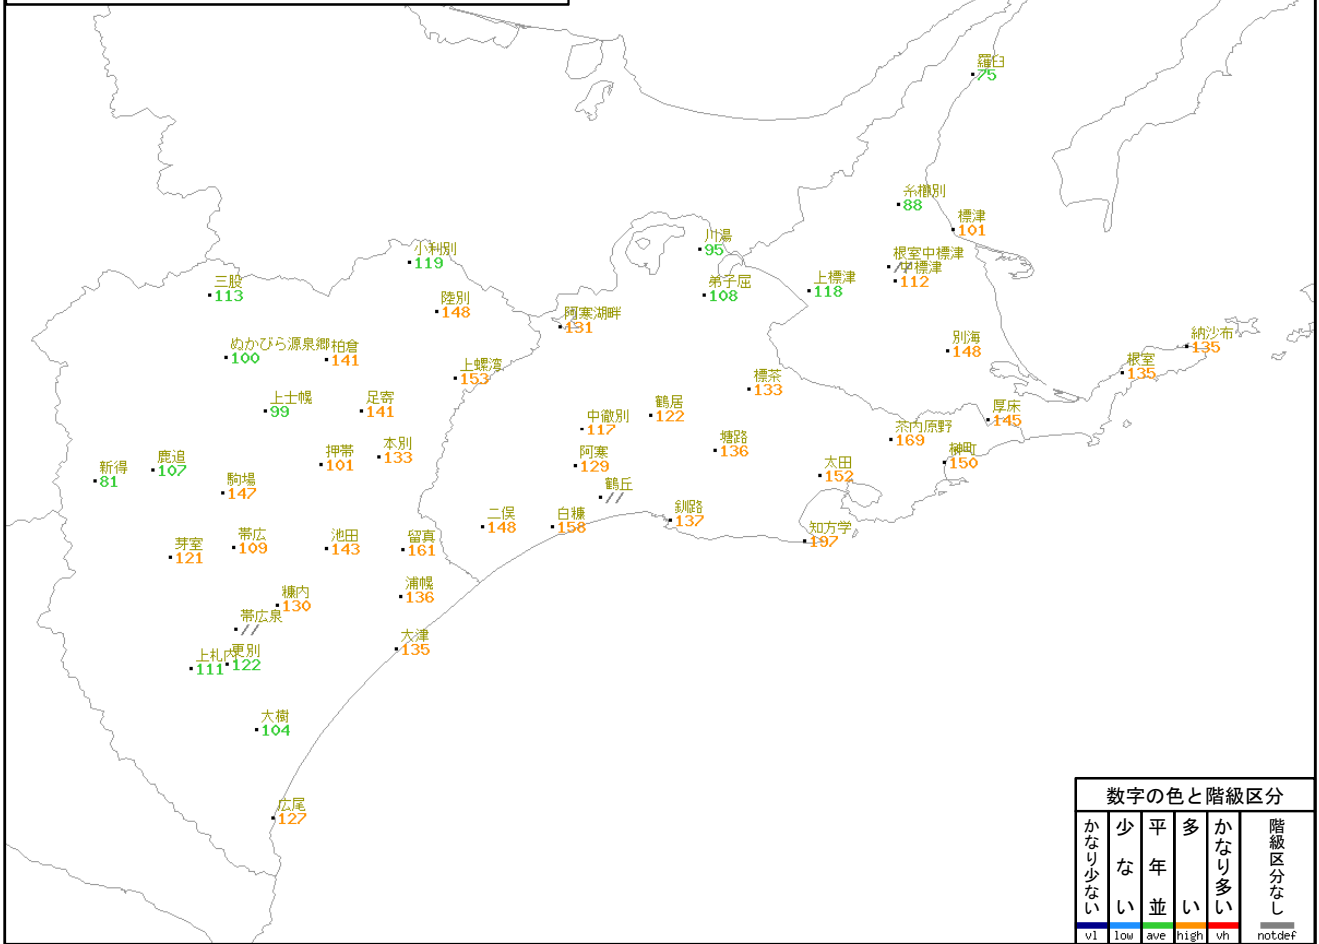 羅臼
75
糸櫛別
88
標津
101
川湯
95
根室中標津
//
中標津
112
小利別
119
三股
113
弟子屈
108
上標津
118
陸別
148
阿寒湖畔
131
ぬかびら源泉郷
100
柏倉
141
別海
148
納沙布
135
根室
135
上螺湾
153
標茶
133
上士幌
99
足寄
141
鶴居
122
厚床
145
中徹別
117
茶内原野
169
本別
133
塘路
136
榊町
150
押帯
101
鹿追
107
新得
81
阿寒
129
太田
152
駒場
147
鶴丘
//
二俣
148
白糠
158
釧路
137
知方学
197
芽室
121
帯広
109
池田
143
留真
161
浦幌
136
糠内
130
帯広泉
//
大津
135
上札内
111
更別
122
大樹
104
広尾
127
数字の色と階級区分
かなり少ない
少ない
平年並
多い
かなり多い
階級区分なし
vl low ave high vh notdef